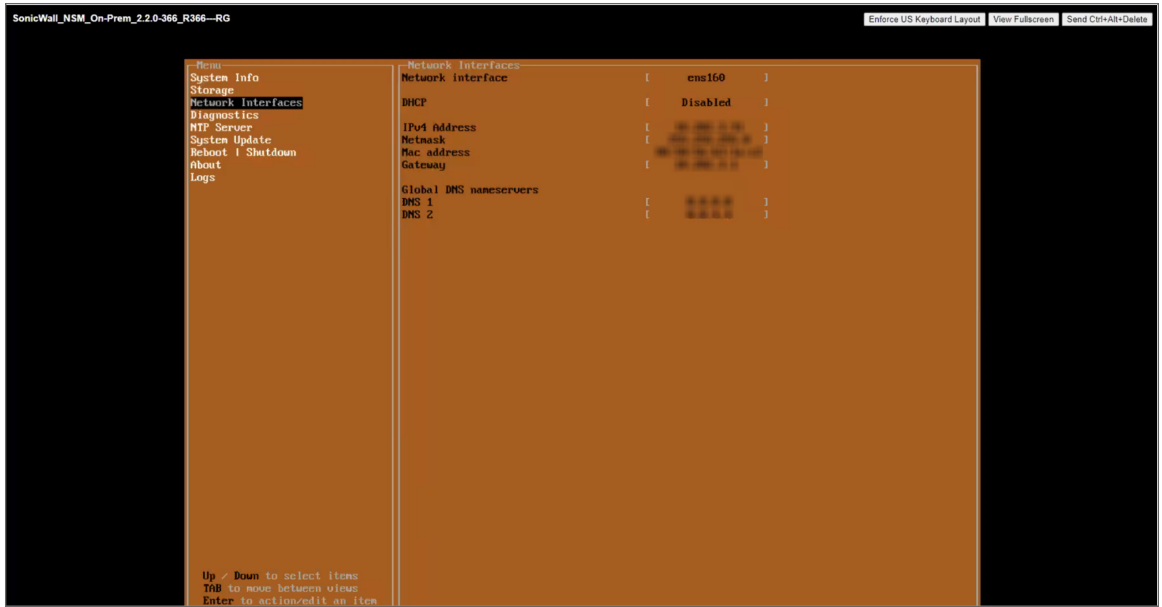 SonicWall_NSM_On-Prem_2.2.0-366_R366---RG
Enforce US Keyboard Layout View Fullscreen Send Ctrl+Alt+Delete
Menu
System Info
Storage
Network Interfaces
Diagnostics
NTP Server
System Update
Reboot | Shutdown
About
Logs
Up / Down to select items
TAB to move between views
Enter to action/edit an item
Network Interfaces
Network interface [ ens160 ]
DHCP [ Disabled ]
IPv4 Address [ ]
Netmask [ ]
Mac address
Gateway [ ]
Global DNS nameservers
DNS 1 [ ]
DNS 2 [ ]